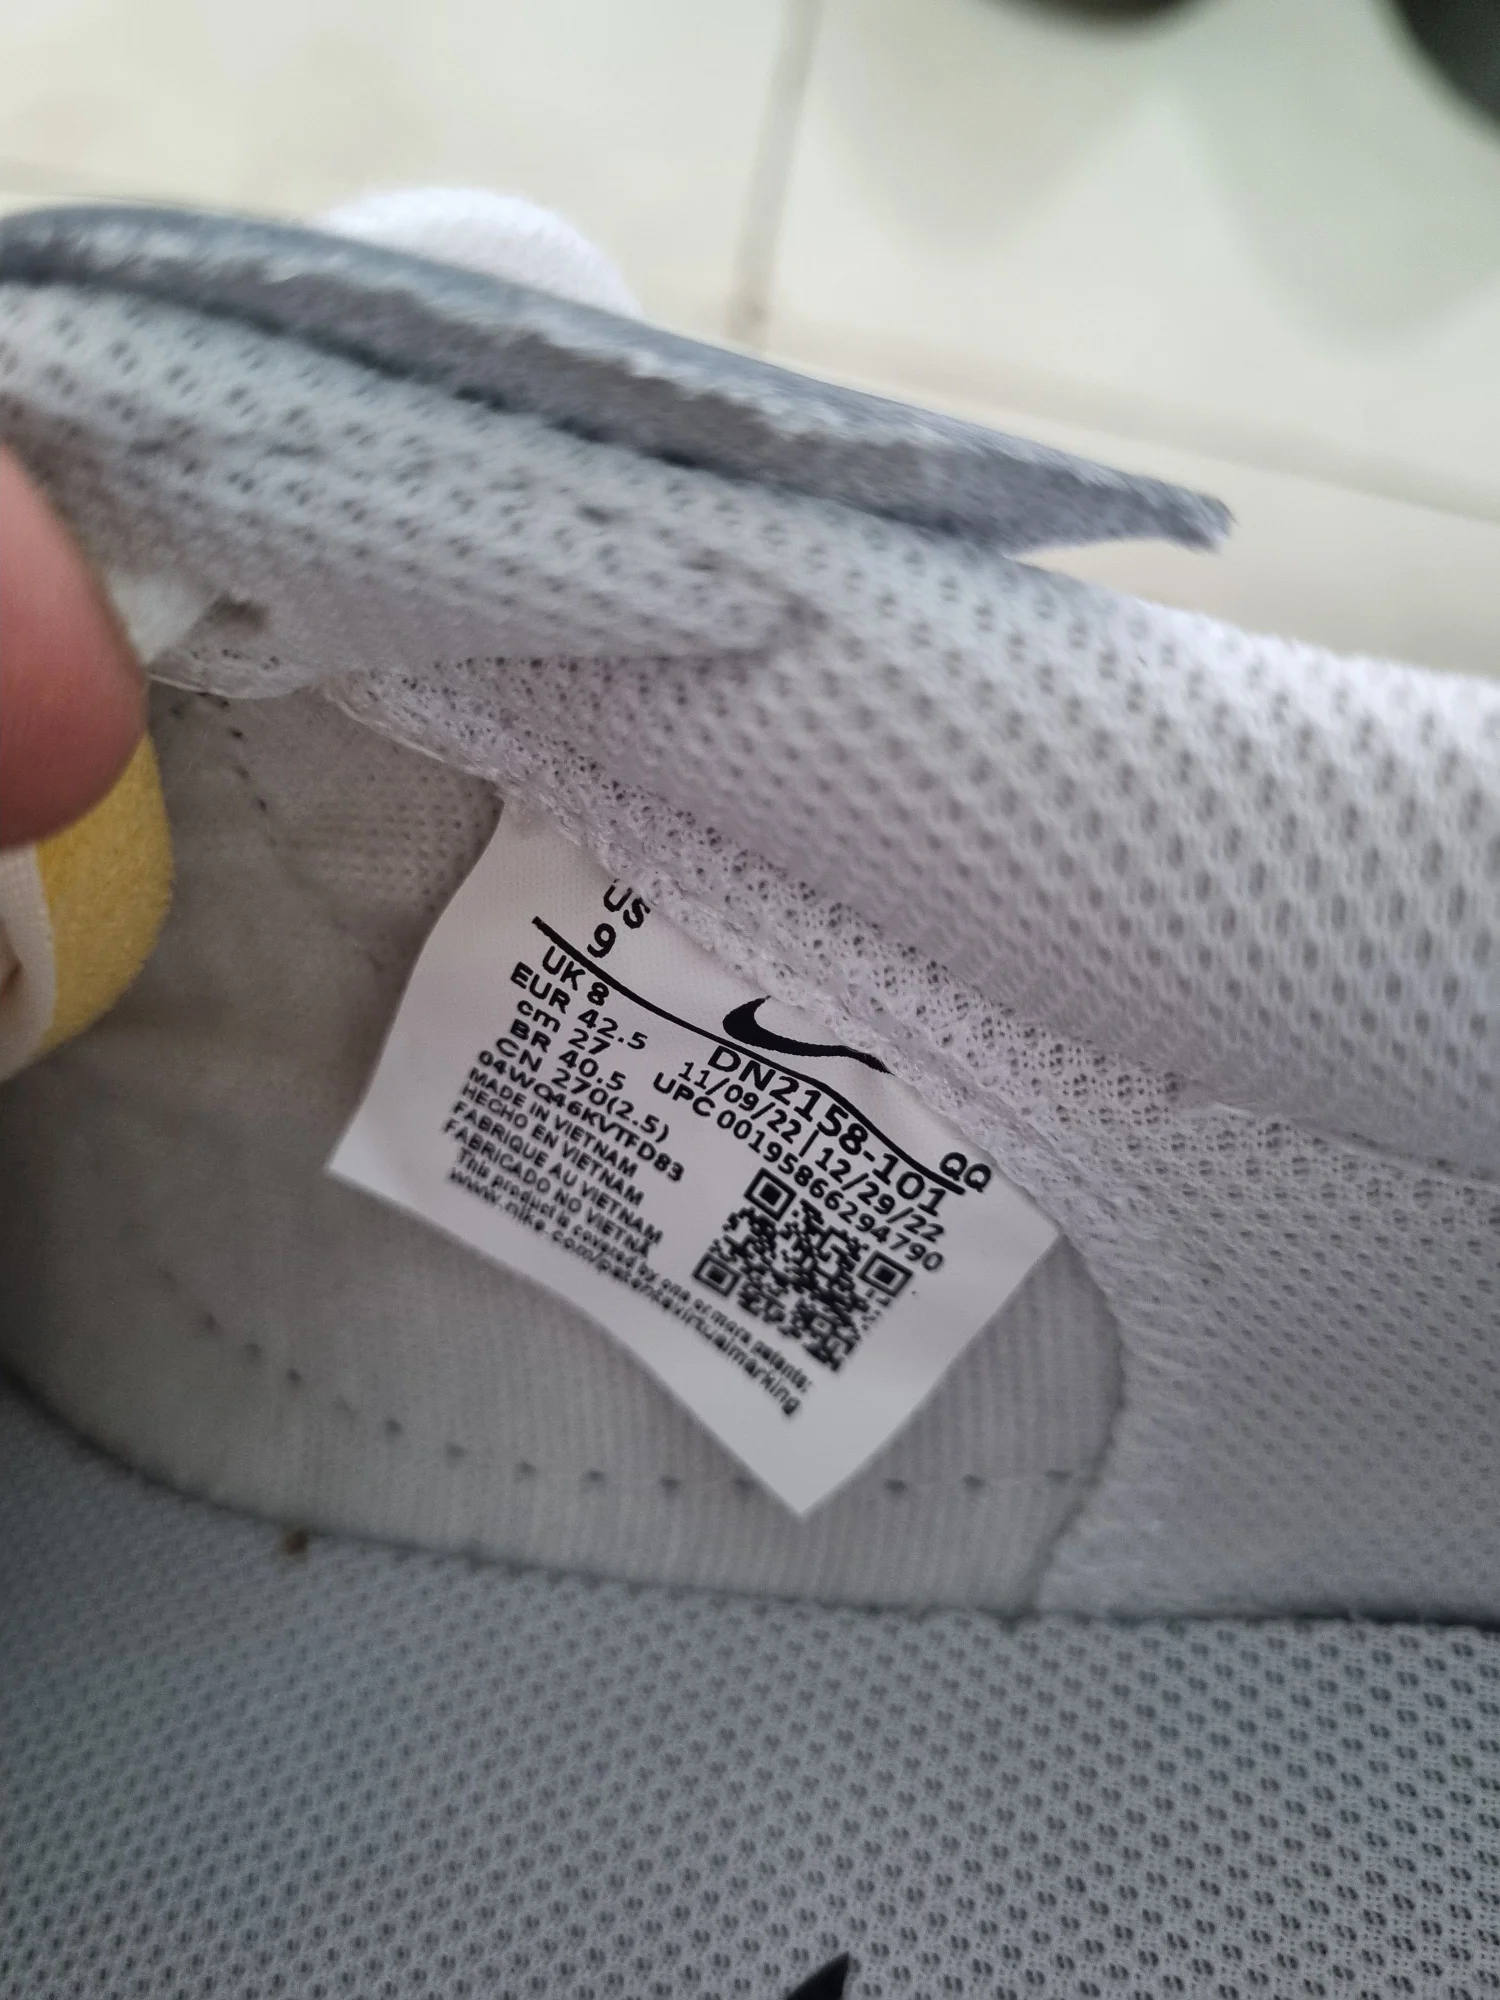 US
9
UK 8
EUR 42.5
cm 27
BR 40.5
CN 270(2.5)
04WQ46KVTFD83
MADE IN VIETNAM
HECHO EN VIETNAM
FABRIQUE AU VIETNAM
FABRICADO NO VIETNA
This product is covered by one or more patents:
www.nike.com/patentsvirtualmarking
QQ
DN2158-101
11/09/22 | 12/29/22
UPC 00195866294790